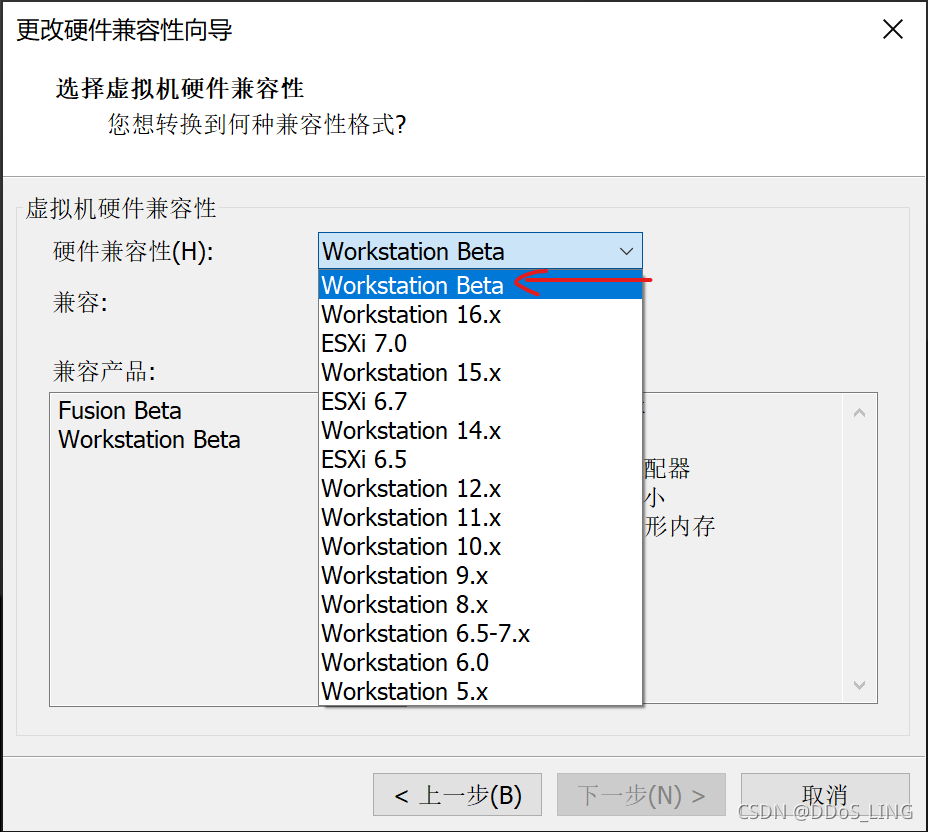 更改硬件兼容性向导
选择虚拟机硬件兼容性
您想转换到何种兼容性格式?
虚拟机硬件兼容性
硬件兼容性(H):
Workstation Beta
兼容:
Workstation Beta
Workstation 16.x
ESXi 7.0
Workstation 15.x
ESXi 6.7
Workstation 14.x
ESXi 6.5
Workstation 12.x
Workstation 11.x
Workstation 10.x
Workstation 9.x
Workstation 8.x
Workstation 6.5-7.x
Workstation 6.0
Workstation 5.x
兼容产品:
Fusion Beta
Workstation Beta
配器
小
形内存
< 上一步(B)
下一步(N) >
取消
CSDN @DDoS_LING